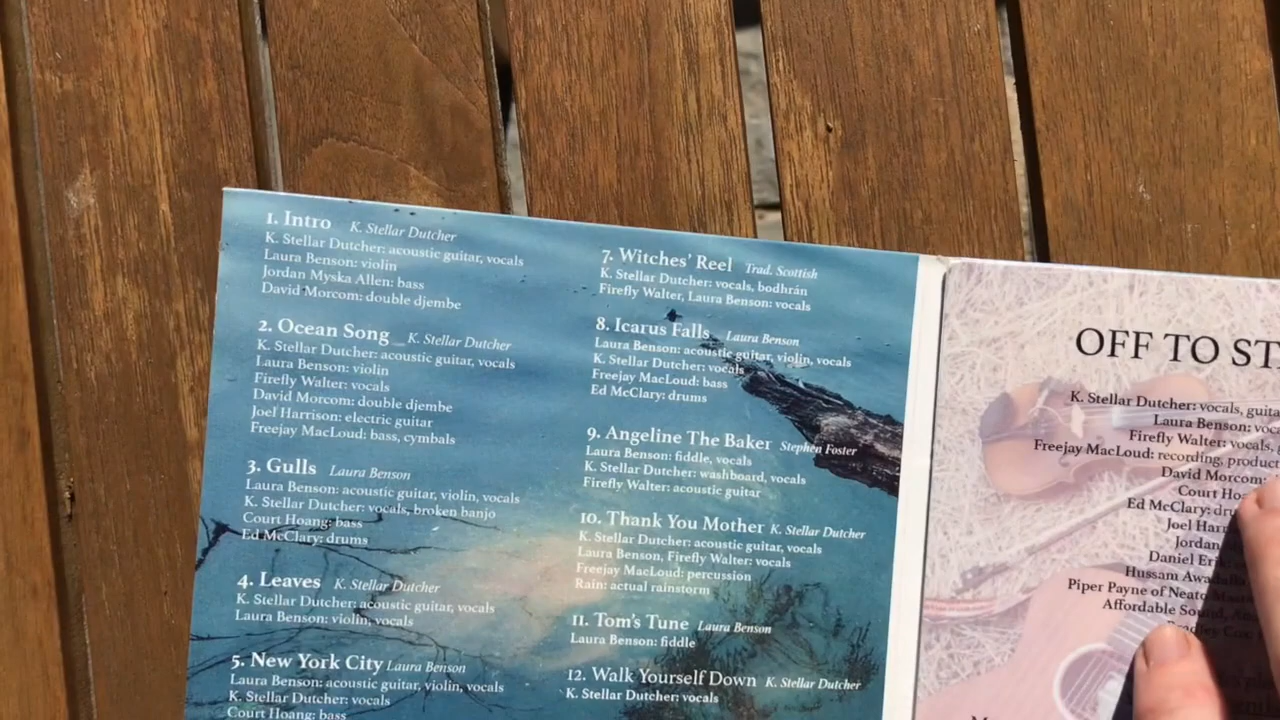 1. Intro K. Stellar Dutcher
K. Stellar Dutcher: acoustic guitar, vocals
Laura Benson: violin
Jordan Myska Allen: bass
David Morcom: double djembe
2. Ocean Song K. Stellar Dutcher
K. Stellar Dutcher: acoustic guitar, vocals
Laura Benson: violin
Firefly Walter: vocals
David Morcom: double djembe
Joel Harrison: electric guitar
Freejay MacLoud: bass, cymbals
3. Gulls Laura Benson
Laura Benson: acoustic guitar, violin, vocals
K. Stellar Dutcher: vocals, broken banjo
Court Hoang: bass
Ed McClary: drums
4. Leaves K. Stellar Dutcher
K. Stellar Dutcher: acoustic guitar, vocals
Laura Benson: violin, vocals
5. New York City Laura Benson
Laura Benson: acoustic guitar, violin, vocals
K. Stellar Dutcher: vocals
Court Hoang: bass
7. Witches' Reel Trad. Scottish
K. Stellar Dutcher: vocals, bodhrán
Firefly Walter, Laura Benson: vocals
8. Icarus Falls Laura Benson
Laura Benson: acoustic guitar, violin, vocals
K. Stellar Dutcher: vocals
Freejay MacLoud: bass
Ed McClary: drums
9. Angeline The Baker Stephen Foster
Laura Benson: fiddle, vocals
K. Stellar Dutcher: washboard, vocals
Firefly Walter: acoustic guitar
10. Thank You Mother K. Stellar Dutcher
K. Stellar Dutcher: acoustic guitar, vocals
Laura Benson, Firefly Walter: vocals
Freejay MacLoud: percussion
Rain: actual rainstorm
11. Tom's Tune Laura Benson
Laura Benson: fiddle
12. Walk Yourself Down K. Stellar Dutcher
K. Stellar Dutcher: vocals
OFF TO
K. Stellar Dutcher: vocals,
Laura Benson:
Firefly Walter: vocals,
Freejay MacLoud: recording,
David Morcom:
Court
Ed McClary:
Joel
Jordan
Daniel
Hussam
Piper Payne of Neato
Affordable